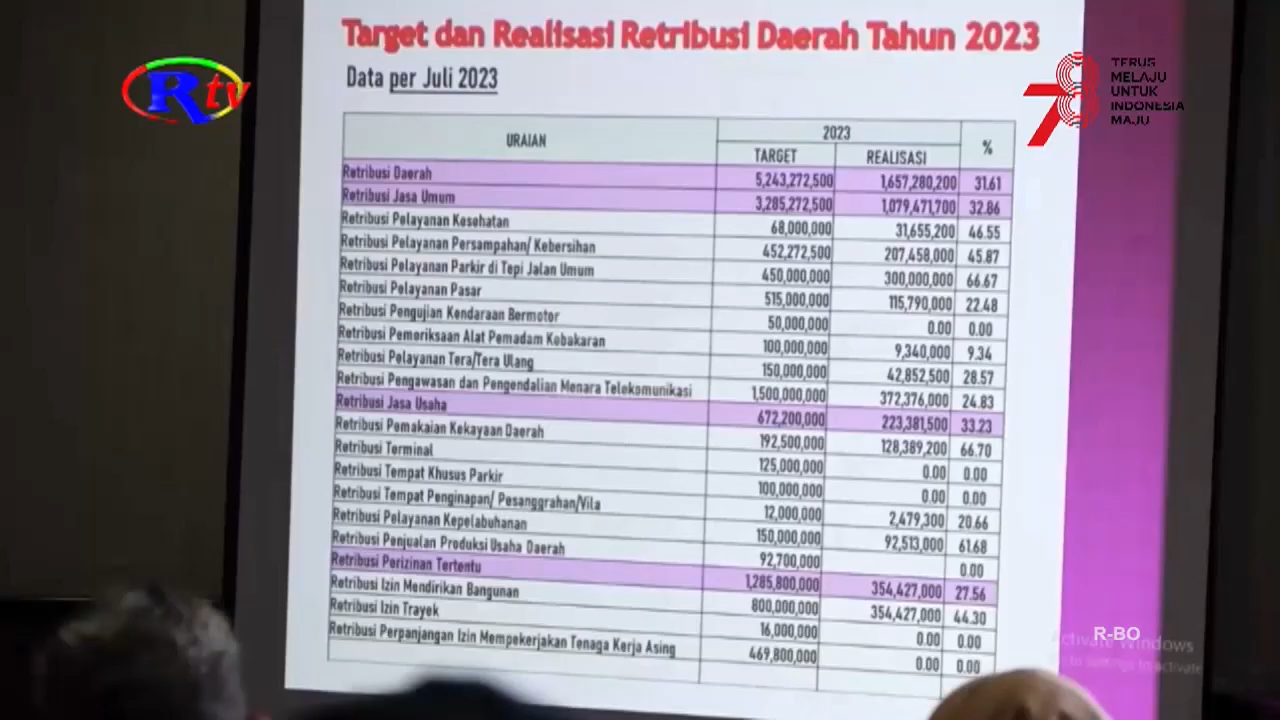 Target dan Realisasi Retribusi Daerah Tahun 2023
Data per Juli 2023
Rtv
78 TERUS
MELAJU
UNTUK
INDONESIA
MAJU
URAIAN 2023 %
TARGET REALISASI
Retribusi Daerah 5,243,272,500 1,657,280,200 31.61
Retribusi Jasa Umum 3,285,272,500 1,079,471,700 32.86
Retribusi Pelayanan Kesehatan 68,000,000 31,655,200 46.55
Retribusi Pelayanan Persampahan/ Kebersihan 452,272,500 207,458,000 45.87
Retribusi Pelayanan Parkir di Tepi Jalan Umum 450,000,000 300,000,000 66.67
Retribusi Pelayanan Pasar 515,000,000 115,790,000 22.48
Retribusi Pengujian Kendaraan Bermotor 50,000,000 0.00 0.00
Retribusi Pemeriksaan Alat Pemadam Kebakaran 100,000,000 9,340,000 9.34
Retribusi Pelayanan Tera/Tera Ulang 150,000,000 42,852,500 28.57
Retribusi Pengawasan dan Pengendalian Menara Telekomunikasi 1,500,000,000 372,376,000 24.83
Retribusi Jasa Usaha 672,200,000 223,381,500 33.23
Retribusi Pemakaian Kekayaan Daerah 192,500,000 128,389,200 66.70
Retribusi Terminal 125,000,000 0.00 0.00
Retribusi Tempat Khusus Parkir 100,000,000 0.00 0.00
Retribusi Tempat Penginapan/ Pesanggrahan/Vila 12,000,000 2,479,300 20.66
Retribusi Pelayanan Kepelabuhanan 150,000,000 92,513,000 61.68
Retribusi Penjualan Produksi Usaha Daerah 92,700,000 0.00
Retribusi Perizinan Tertentu 1,285,800,000 354,427,000 27.56
Retribusi Izin Mendirikan Bangunan 800,000,000 354,427,000 44.30
Retribusi Izin Trayek 16,000,000 0.00 0.00
Retribusi Perpanjangan Izin Mempekerjakan Tenaga Kerja Asing 469,800,000 0.00 0.00
R-BO
Activate Windows
Go to Settings to activate